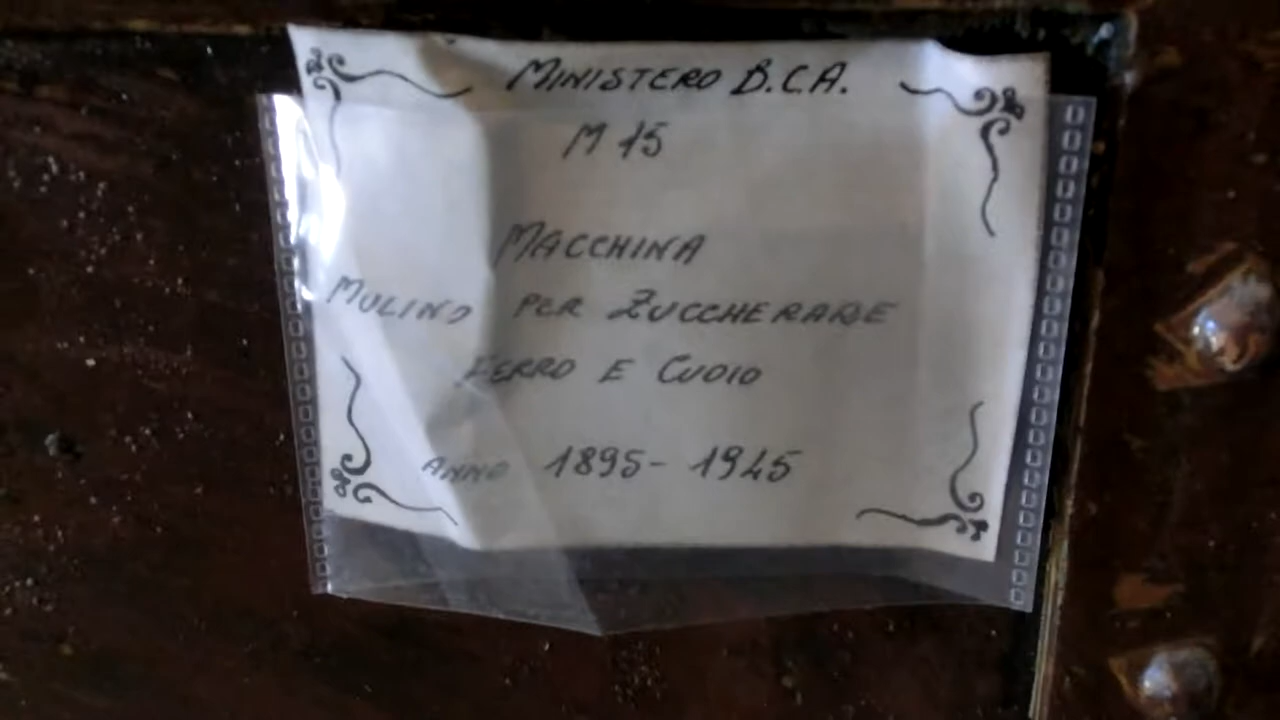 MINISTERO B.C.A.
M 15
MACCHINA
MULINO PER ZUCCHERARE
FERRO E CUOIO
ANNO 1895- 1945